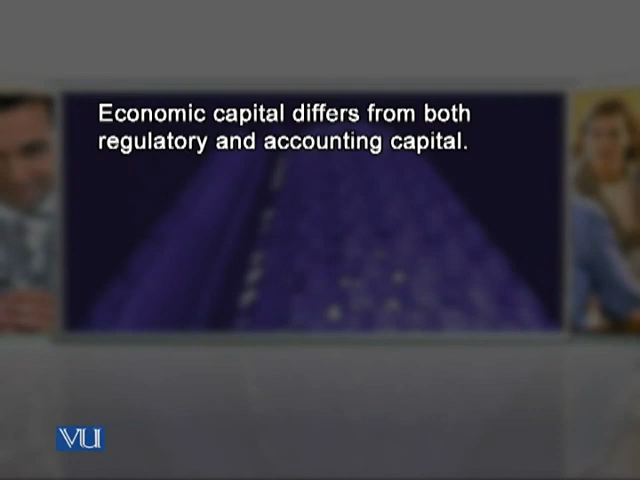 Economic capital differs from both
regulatory and accounting capital.
VU